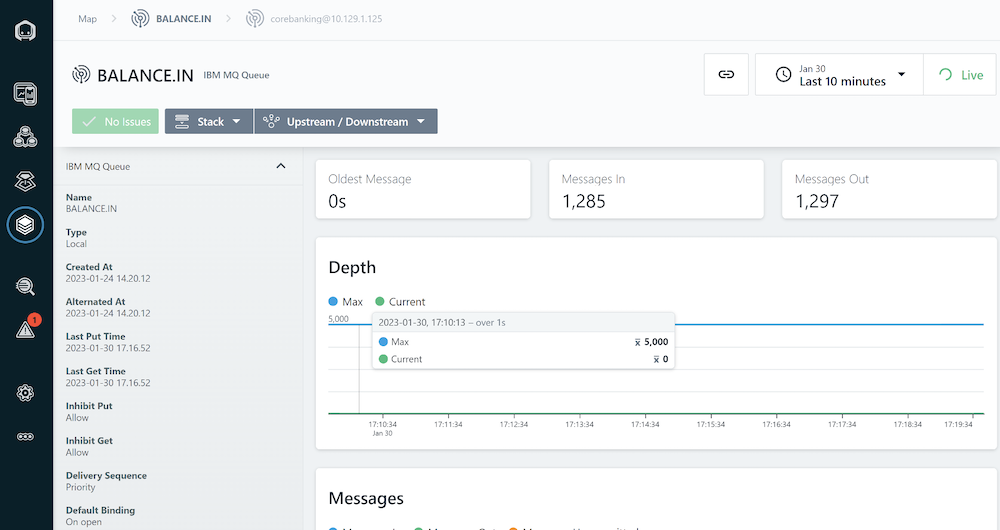 Map
BALANCE.IN
corebanking@10.129.1.125
BALANCE.IN IBM MQ Queue
Jan 30
Last 10 minutes
Live
No Issues
Stack
Upstream / Downstream
1
IBM MQ Queue
Name
BALANCE.IN
Type
Local
Created At
2023-01-24 14.20.12
Alternated At
2023-01-24 14.20.12
Last Put Time
2023-01-30 17.16.52
Last Get Time
2023-01-30 17.16.52
Inhibit Put
Allow
Inhibit Get
Allow
Delivery Sequence
Priority
Default Binding
On open
Oldest Message
0s
Messages In
1,285
Messages Out
1,297
Depth
Max Current
5,000
2023-01-30, 17:10:13 – over 1s
Max x̅ 5,000
Current x̅ 0
17:10:34 17:11:34 17:12:34 17:13:34 17:14:34 17:15:34 17:16:34 17:17:34 17:18:34 17:19:34
Jan 30
Messages